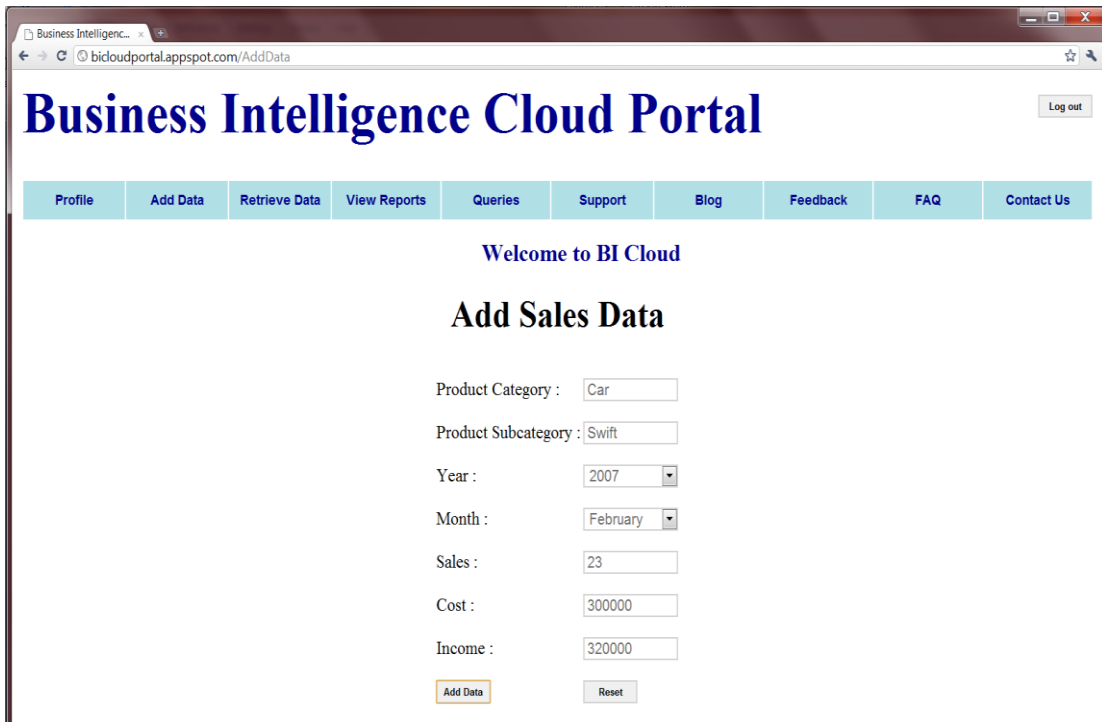 Business Intelligenc...
bicloudportal.appspot.com/AddData
Business Intelligence Cloud Portal
Log out
Profile Add Data Retrieve Data View Reports Queries Support Blog Feedback FAQ Contact Us
Welcome to BI Cloud
Add Sales Data
Product Category : Car
Product Subcategory : Swift
Year : 2007
Month : February
Sales : 23
Cost : 300000
Income : 320000
Add Data Reset